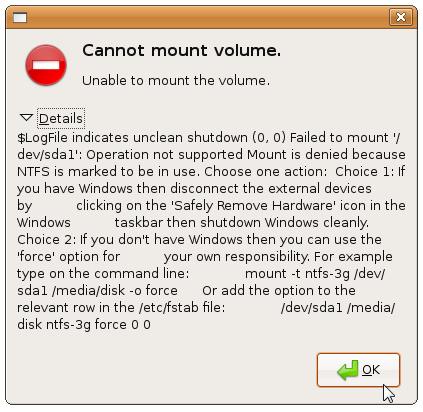 Cannot mount volume.
Unable to mount the volume.
Details
$LogFile indicates unclean shutdown (0, 0) Failed to mount '/
dev/sda1': Operation not supported Mount is denied because
NTFS is marked to be in use. Choose one action:  Choice 1: If
you have Windows then disconnect the external devices
by clicking on the 'Safely Remove Hardware' icon in the
Windows taskbar then shutdown Windows cleanly.
Choice 2: If you don't have Windows then you can use the
'force' option for your own responsibility. For example
type on the command line: mount -t ntfs-3g /dev/
sda1 /media/disk -o force Or add the option to the
relevant row in the /etc/fstab file: /dev/sda1 /media/
disk ntfs-3g force 0 0
OK